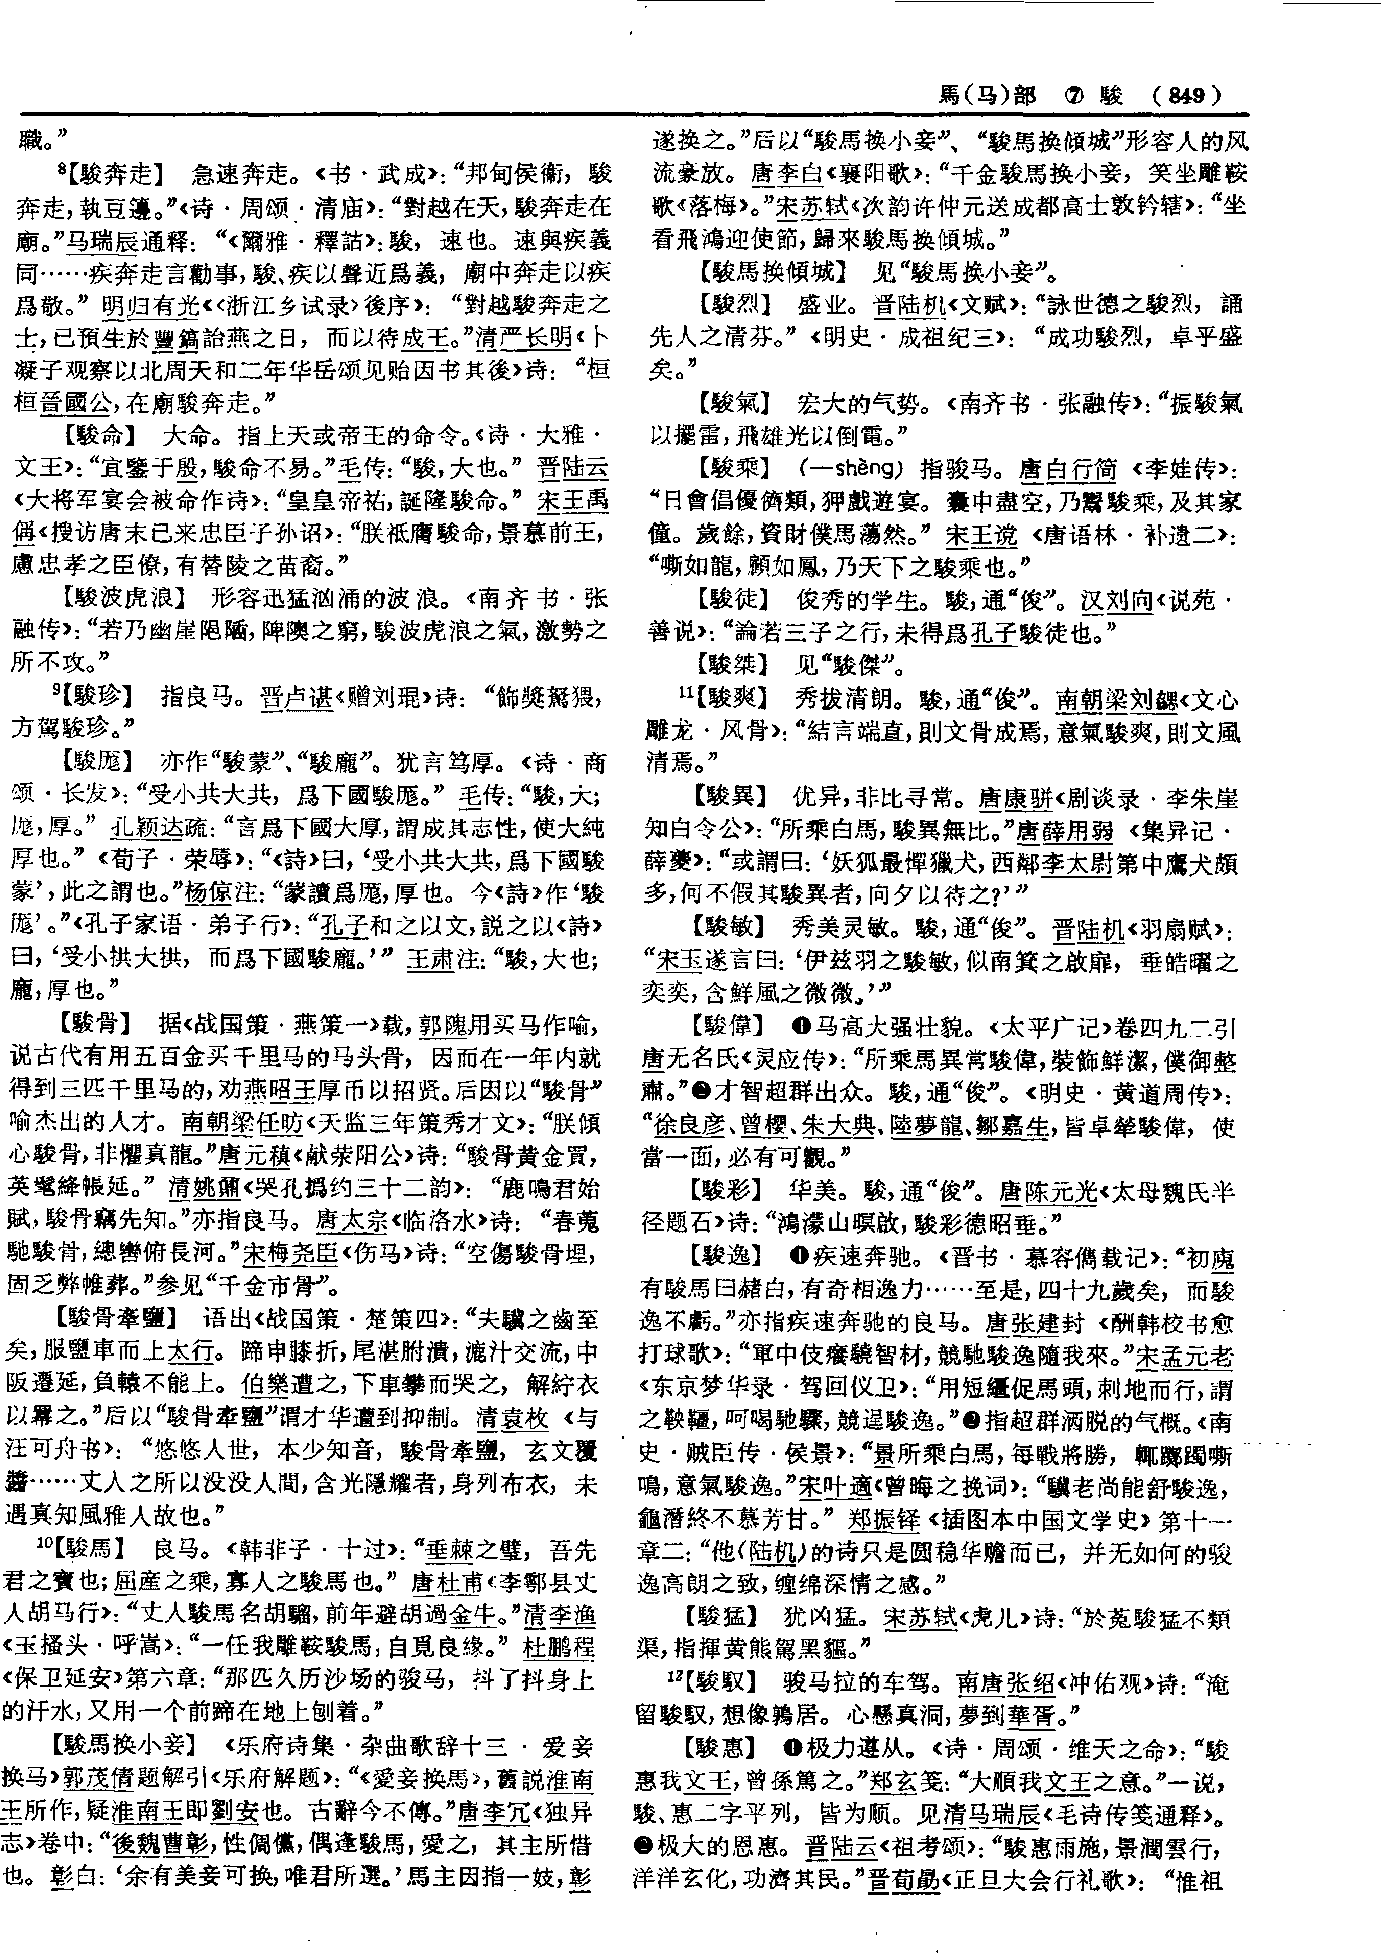 馬(马)部 ⑦ 駿 (849)
職。”
⁸【駿奔走】 急速奔走。《书·武成》：“邦甸侯衛，駿
奔走，執豆籩。”《诗·周颂·清庙》：“對越在天，駿奔走在
廟。”马瑞辰通释：“《爾雅·釋詁》：駿，速也。速與疾義
同……疾奔走言勸事，駿、疾以聲近爲義，廟中奔走以疾
爲敬。”明归有光《〈浙江乡试录〉後序》：“對越駿奔走之
士，已預生於豐鎬詒燕之日，而以待成王。”清严长明《卜
凝子观察以北周天和二年华岳颂见贻因书其後》诗：“桓
桓晉國公，在廟駿奔走。”
【駿命】 大命。指上天或帝王的命令。《诗·大雅·
文王》：“宜鑒于殷，駿命不易。”毛传：“駿，大也。”晋陆云
《大将军宴会被命作诗》：“皇皇帝祜，誕隆駿命。”宋王禹
偁《搜访唐末已来忠臣子孙诏》：“朕祗膺駿命，景慕前王，
慮忠孝之臣僚，有替陵之苗裔。”
【駿波虎浪】 形容迅猛汹涌的波浪。《南齐书·张
融传》：“若乃幽崖陒陋，隈隩之窮，駿波虎浪之氣，激勢之
所不攻。”
⁹【駿珍】 指良马。晋卢谌《赠刘琨》诗：“飾獎駑猥，
方駕駿珍。”
【駿厖】 亦作“駿蒙”、“駿龐”。犹言笃厚。《诗·商
颂·长发》：“受小共大共，爲下國駿厖。”毛传：“駿，大；
厖，厚。”孔颖达疏：“言爲下國大厚，謂成其志性，使大純
厚也。”《荀子·荣辱》：“《詩》曰，‘受小共大共，爲下國駿
蒙’，此之謂也。”杨倞注：“蒙讀爲厖，厚也。今《詩》作‘駿
厖’。”《孔子家语·弟子行》：“孔子和之以文，説之以《詩》
曰，‘受小拱大拱，而爲下國駿龐。’”王肃注：“駿，大也；
龐，厚也。”
【駿骨】 据《战国策·燕策一》载，郭隗用买马作喻，
说古代有用五百金买千里马的马头骨，因而在一年内就
得到三匹千里马的，劝燕昭王厚币以招贤。后因以“駿骨”
喻杰出的人才。南朝梁任昉《天监三年策秀才文》：“朕傾
心駿骨，非懼真龍。”唐元稹《献荥阳公》诗：“駿骨黄金買，
英髦絳帳延。”清姚鼐《哭孔㧑约三十二韵》：“鹿鳴君始
賦，駿骨竊先知。”亦指良马。唐太宗《临洛水》诗：“春蒐
馳駿骨，總轡俯長河。”宋梅尧臣《伤马》诗：“空傷駿骨埋，
固乏弊帷葬。”参见“千金市骨”。
【駿骨牽鹽】 语出《战国策·楚策四》：“夫驥之齒至
矣，服鹽車而上太行。蹄申膝折，尾湛胕潰，漉汁交流，中
阪遷延，負轅不能上。伯樂遭之，下車攀而哭之，解紵衣
以羃之。”后以“駿骨牽鹽”谓才华遭到抑制。清袁枚《与
汪可舟书》：“悠悠人世，本少知音，駿骨牽鹽，玄文覆
醬……丈人之所以没没人間，含光隱耀者，身列布衣，未
遇真知風雅人故也。”
¹⁰【駿馬】 良马。《韩非子·十过》：“垂棘之璧，吾先
君之寶也；屈産之乘，寡人之駿馬也。”唐杜甫《李鄠县丈
人胡马行》：“丈人駿馬名胡騮，前年避胡過金牛。”清李渔
《玉搔头·呼嵩》：“一任我雕鞍駿馬，自覓良缘。”杜鹏程
《保卫延安》第六章：“那匹久历沙场的骏马，抖了抖身上
的汗水，又用一个前蹄在地上刨着。”
【駿馬换小妾】 《乐府诗集·杂曲歌辞十三·爱妾
换马》郭茂倩题解引《乐府解题》：“《愛妾换馬》，舊説淮南
王所作，疑淮南王即劉安也。古辭今不傳。”唐李冗《独异
志》卷中：“後魏曹彰，性倜儻，偶逢駿馬，愛之，其主所惜
也。彰曰：‘余有美妾可换，唯君所選。’馬主因指一妓，彰
遂换之。”后以“駿馬换小妾”、“駿馬换傾城”形容人的风
流豪放。唐李白《襄阳歌》：“千金駿馬换小妾，笑坐雕鞍
歌《落梅》。”宋苏轼《次韵许仲元送成都高士敦钤辖》：“坐
看飛鴻迎使節，歸來駿馬换傾城。”
【駿馬换傾城】 见“駿馬换小妾”。
【駿烈】 盛业。晋陆机《文赋》：“詠世德之駿烈，誦
先人之清芬。”《明史·成祖纪三》：“成功駿烈，卓乎盛
矣。”
【駿氣】 宏大的气势。《南齐书·张融传》：“振駿氣
以擺雷，飛雄光以倒電。”
【駿乘】 (—shèng) 指骏马。唐白行简《李娃传》：
“日會倡優儕類，狎戲遊宴。囊中盡空，乃鬻駿乘，及其家
僮。歲餘，資財僕馬蕩然。”宋王谠《唐语林·补遗二》：
“嘶如龍，顧如鳳，乃天下之駿乘也。”
【駿徒】 俊秀的学生。駿，通“俊”。汉刘向《说苑·
善说》：“論若三子之行，未得爲孔子駿徒也。”
【駿桀】 见“駿傑”。
¹¹【駿爽】 秀拔清朗。駿，通“俊”。南朝梁刘勰《文心
雕龙·风骨》：“結言端直，則文骨成焉，意氣駿爽，則文風
清焉。”
【駿異】 优异，非比寻常。唐康骈《剧谈录·李朱崖
知白令公》：“所乘白馬，駿異無比。”唐薛用弱《集异记·
薛夔》：“或謂曰：‘妖狐最憚獵犬，西鄰李太尉第中鷹犬頗
多，何不假其駿異者，向夕以待之？’”
【駿敏】 秀美灵敏。駿，通“俊”。晋陆机《羽扇赋》：
“宋玉遂言曰：‘伊兹羽之駿敏，似南箕之啟扉，垂皓曜之
奕奕，含鮮風之微微。’”
【駿偉】 ❶马高大强壮貌。《太平广记》卷四九二引
唐无名氏《灵应传》：“所乘馬異常駿偉，裝飾鮮潔，僕御整
肅。”❷才智超群出众。駿，通“俊”。《明史·黄道周传》：
“徐良彦、曾櫻、朱大典、陸夢龍、鄒嘉生，皆卓犖駿偉，使
當一面，必有可觀。”
【駿彩】 华美。駿，通“俊”。唐陈元光《太母魏氏半
径题石》诗：“鴻濛山暝啟，駿彩德昭垂。”
【駿逸】 ❶疾速奔驰。《晋书·慕容儁载记》：“初廆
有駿馬曰赭白，有奇相逸力……至是，四十九歲矣，而駿
逸不虧。”亦指疾速奔驰的良马。唐张建封《酬韩校书愈
打球歌》：“軍中伎癢驍智材，競馳駿逸隨我來。”宋孟元老
《东京梦华录·驾回仪卫》：“用短繮促馬頭，刺地而行，謂
之鞅韁，呵喝馳驟，競逞駿逸。”❷指超群洒脱的气概。《南
史·贼臣传·侯景》：“景所乘白馬，每戰將勝，輒躑躅嘶
鳴，意氣駿逸。”宋叶適《曾晦之挽词》：“驥老尚能舒駿逸，
龜潛終不慕芳甘。”郑振铎《插图本中国文学史》第十一
章二：“他(陆机)的诗只是圆稳华赡而已，并无如何的骏
逸高朗之致，缠绵深情之感。”
【駿猛】 犹凶猛。宋苏轼《虎儿》诗：“於菟駿猛不類
渠，指揮黄熊駕黑貙。”
¹²【駿馭】 骏马拉的车驾。南唐张绍《冲佑观》诗：“淹
留駿馭，想像鶉居。心懸真洞，夢到華胥。”
【駿惠】 ❶极力遵从。《诗·周颂·维天之命》：“駿
惠我文王，曾孫篤之。”郑玄笺：“大順我文王之意。”一说，
駿、惠二字平列，皆为顺。见清马瑞辰《毛诗传笺通释》。
❷极大的恩惠。晋陆云《祖考颂》：“駿惠雨施，景潤雲行，
洋洋玄化，功濟其民。”晋荀勗《正旦大会行礼歌》：“惟祖